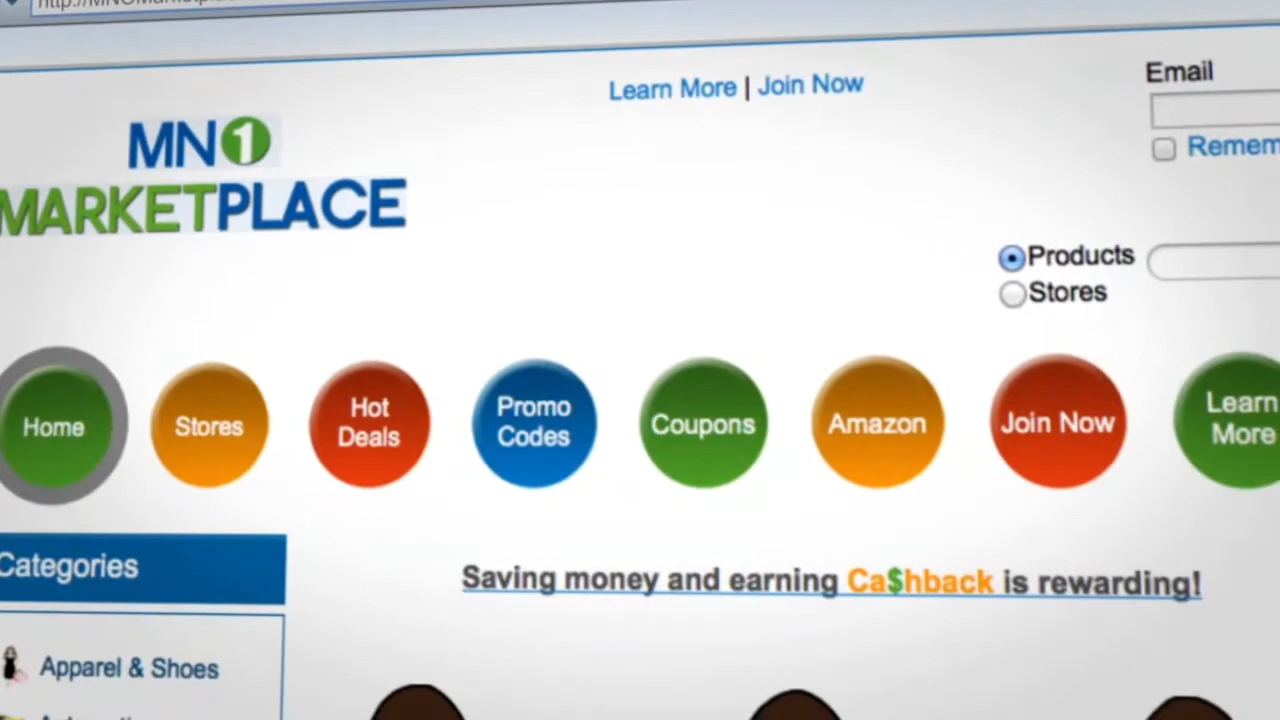 Learn More | Join Now
Email
MN1
Remem
MARKETPLACE
Products
Stores
Home
Stores
Hot
Deals
Promo
Codes
Coupons
Amazon
Join Now
Learn
More
Categories
Saving money and earning Ca$hback is rewarding!
Apparel & Shoes